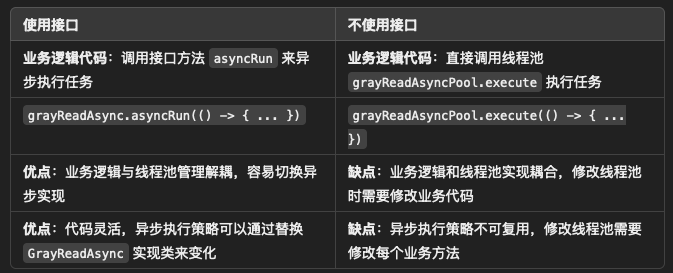 使用接口
不使用接口
业务逻辑代码：调用接口方法 asyncRun 来异
步执行任务
业务逻辑代码：直接调用线程池
grayReadAsyncPool.execute 执行任务
grayReadAsync.asyncRun(() -> { ... })
grayReadAsyncPool.execute(() -> { ...
})
优点：业务逻辑与线程池管理解耦，容易切换异
步实现
缺点：业务逻辑和线程池实现耦合，修改线程池
时需要修改业务代码
优点：代码灵活，异步执行策略可以通过替换
GrayReadAsync 实现类来变化
缺点：异步执行策略不可复用，修改线程池需要
修改每个业务方法